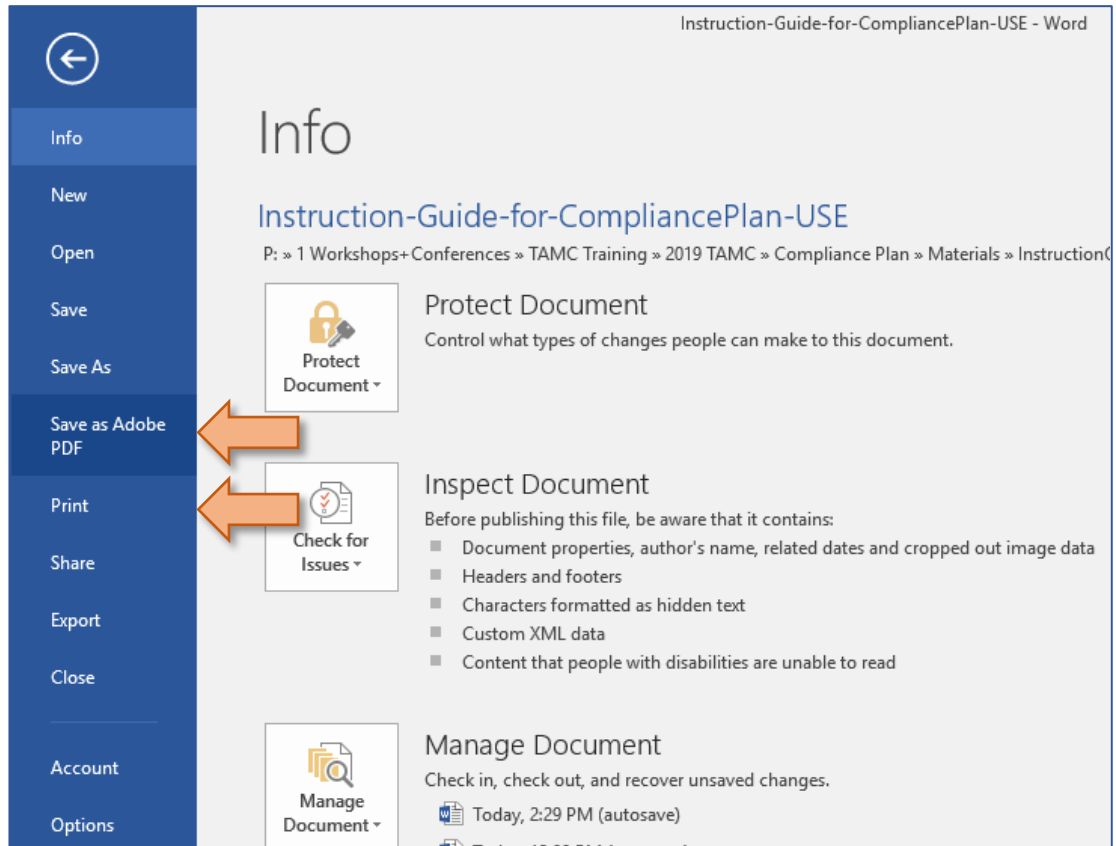 Instruction-Guide-for-CompliancePlan-USE - Word
Info
New
Open
Save
Save As
Save as Adobe
PDF
Print
Share
Export
Close
Account
Options
Info
Instruction-Guide-for-CompliancePlan-USE
P: » 1 Workshops+Conferences » TAMC Training » 2019 TAMC » Compliance Plan » Materials »
Protect
Document
Protect Document
Control what types of changes people can make to this document.
Check for
Issues
Inspect Document
Before publishing this file, be aware that it contains:
Document properties, author's name, related dates and cropped out image data
Headers and footers
Characters formatted as hidden text
Custom XML data
Content that people with disabilities are unable to read
Manage
Document
Manage Document
Check in, check out, and recover unsaved changes.
Today, 2:29 PM (autosave)